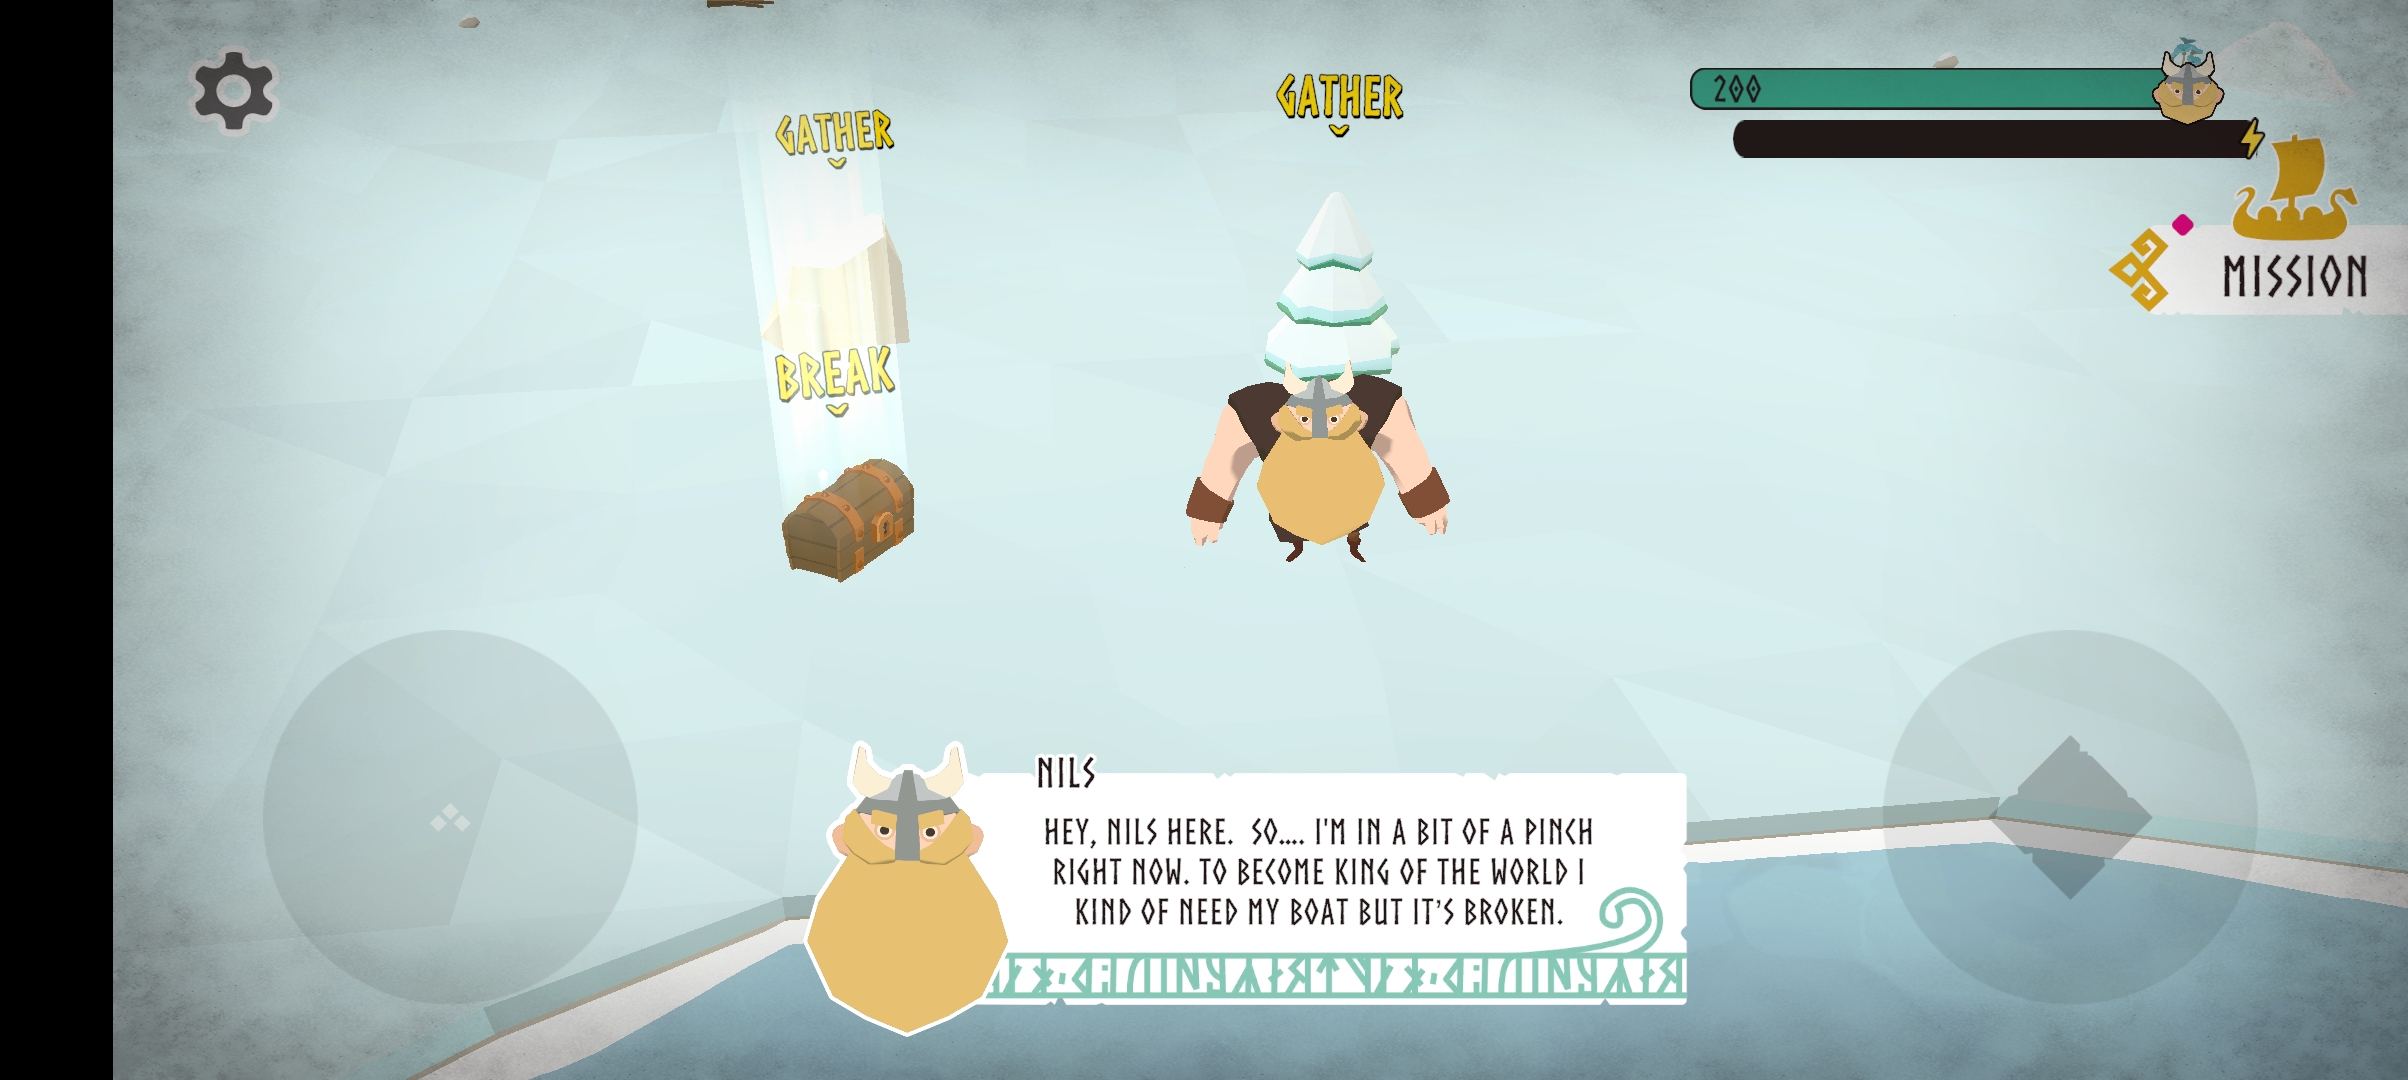 GATHER
GATHER
200
BREAK
MISSION
NILS
HEY, NILS HERE.  SO.... I'M IN A BIT OF A PINCH
RIGHT NOW. TO BECOME KING OF THE WORLD I
KIND OF NEED MY BOAT BUT IT'S BROKEN.